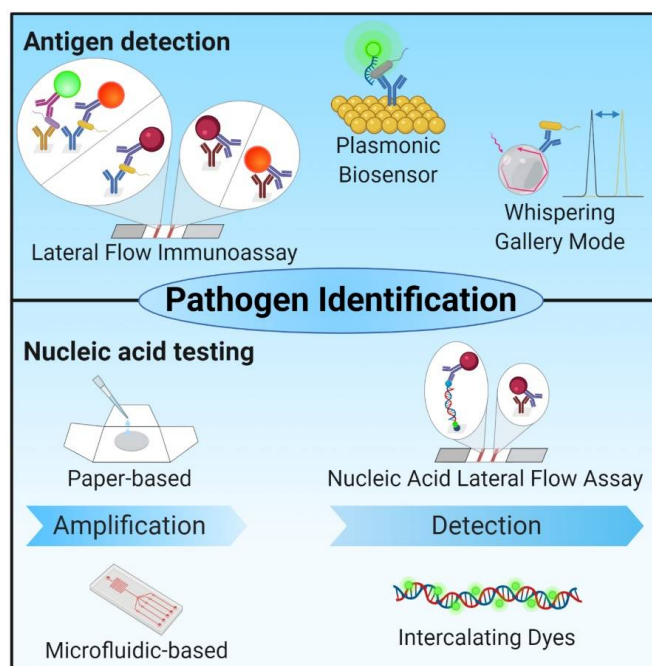 Antigen detection
Plasmonic
Biosensor
Whispering
Gallery Mode
Lateral Flow Immunoassay
Pathogen Identification
Nucleic acid testing
Paper-based
Nucleic Acid Lateral Flow Assay
Amplification
Detection
Microfluidic-based
Intercalating Dyes